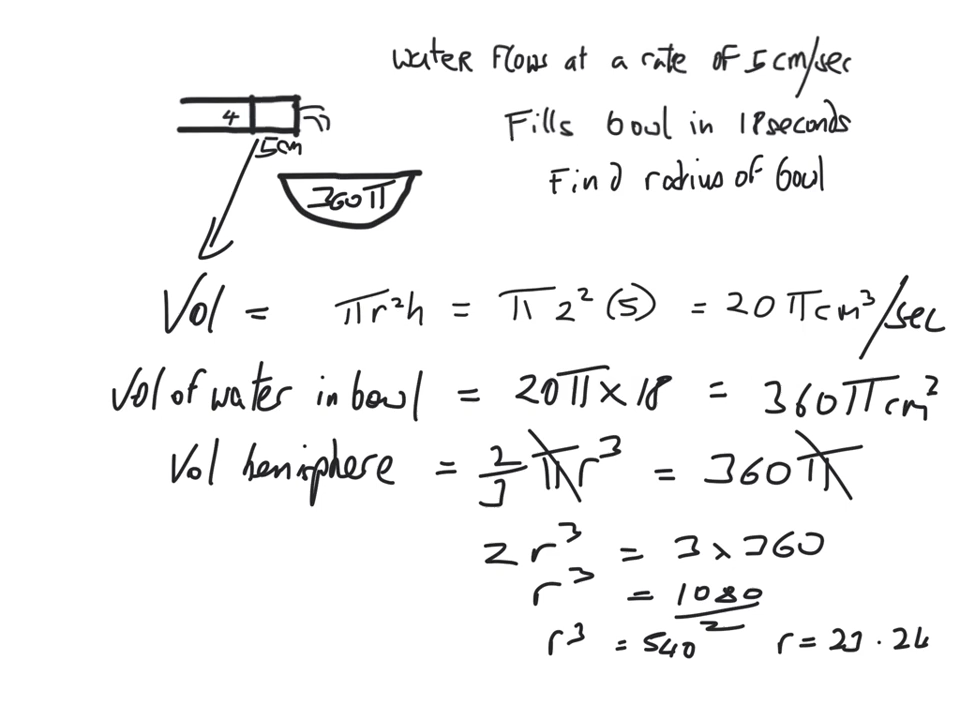 Water Flows at a rate of 5cm/sec
Fills bowl in 18seconds
Find radius of bowl
4
5cm
360π
Vol = πr²h = π2²(5) = 20πcm³/sec
Vol of water in bowl = 20π×18 = 360πcm²
Vol hemisphere = 2/3 πr³ = 360π
2r³ = 3×360
r³ = 1080/2
r³ = 540 r = 23.24